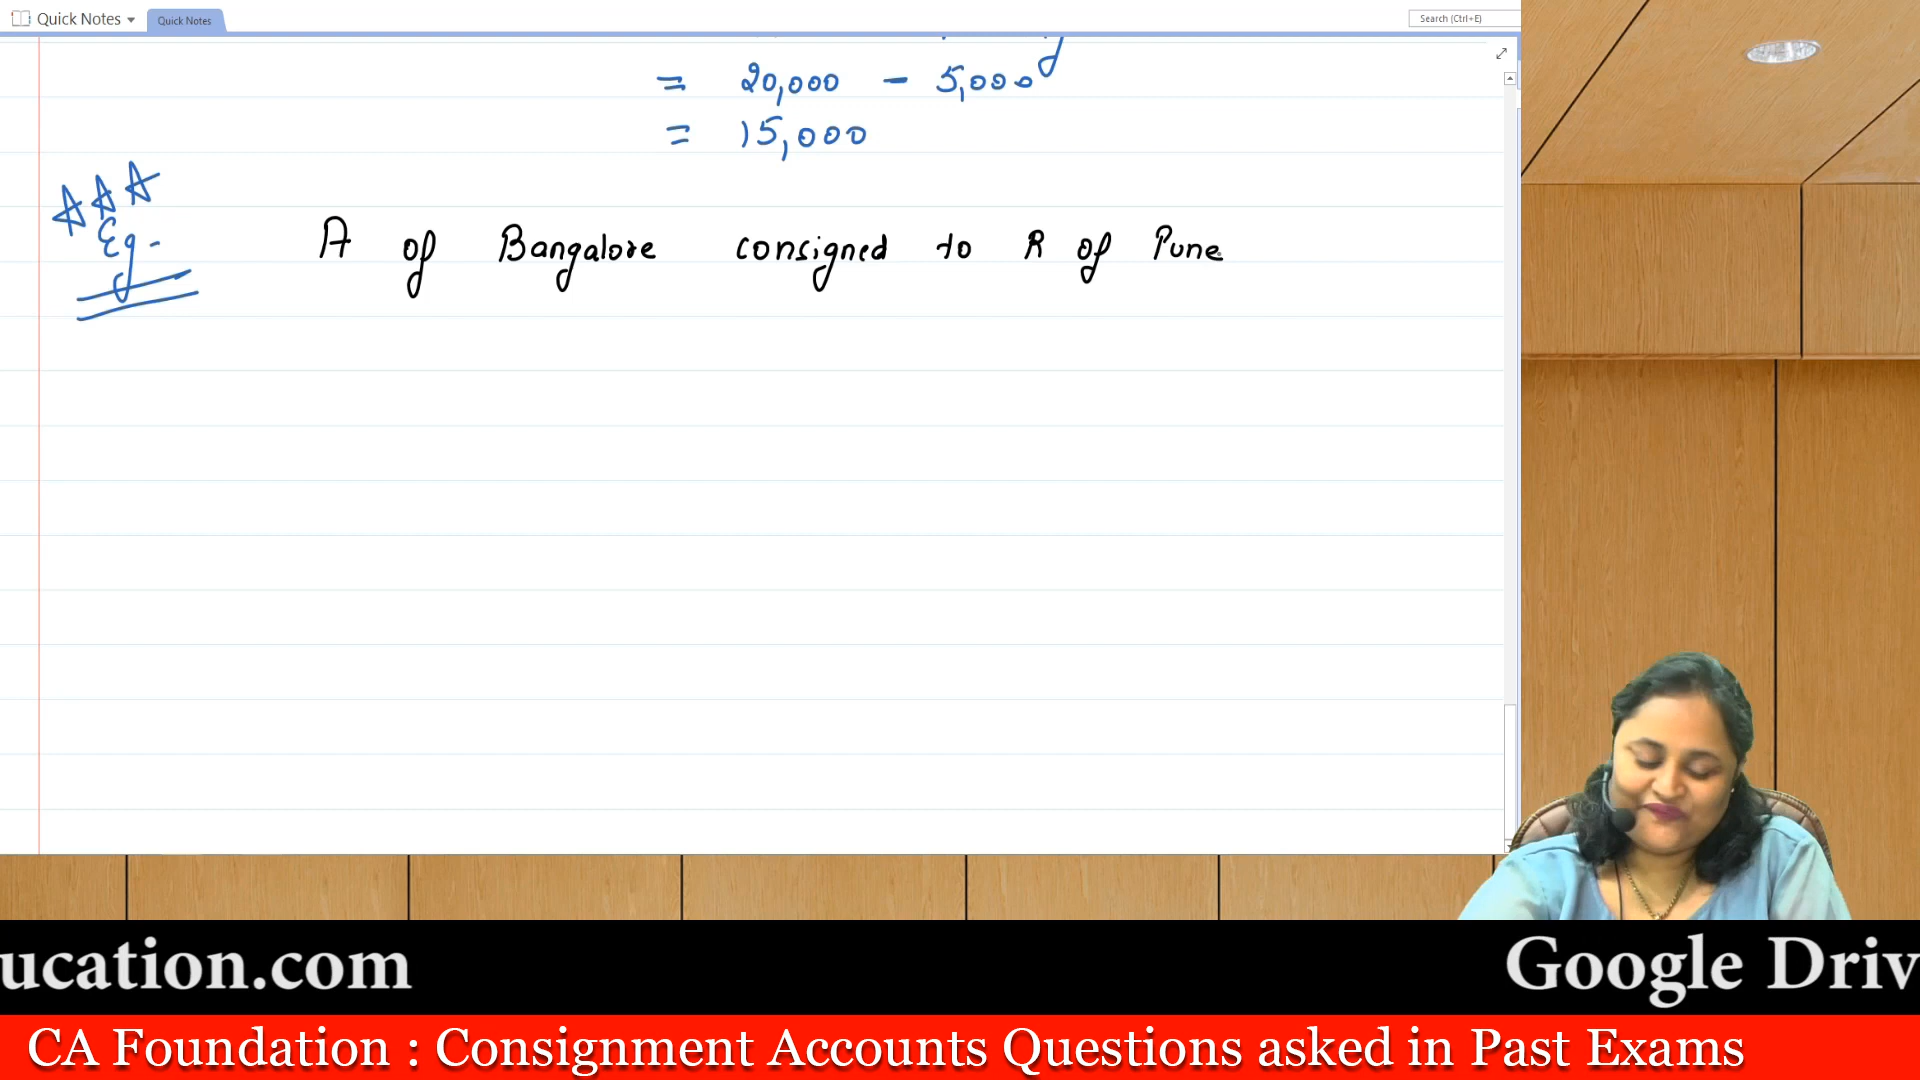 Quick Notes
Quick Notes
Search (Ctrl+E)
= 20,000 - 5,000
= 15,000
Eg -
A of Bangalore consigned to R of Pune
ucation.com
Google Driv
CA Foundation : Consignment Accounts Questions asked in Past Exams